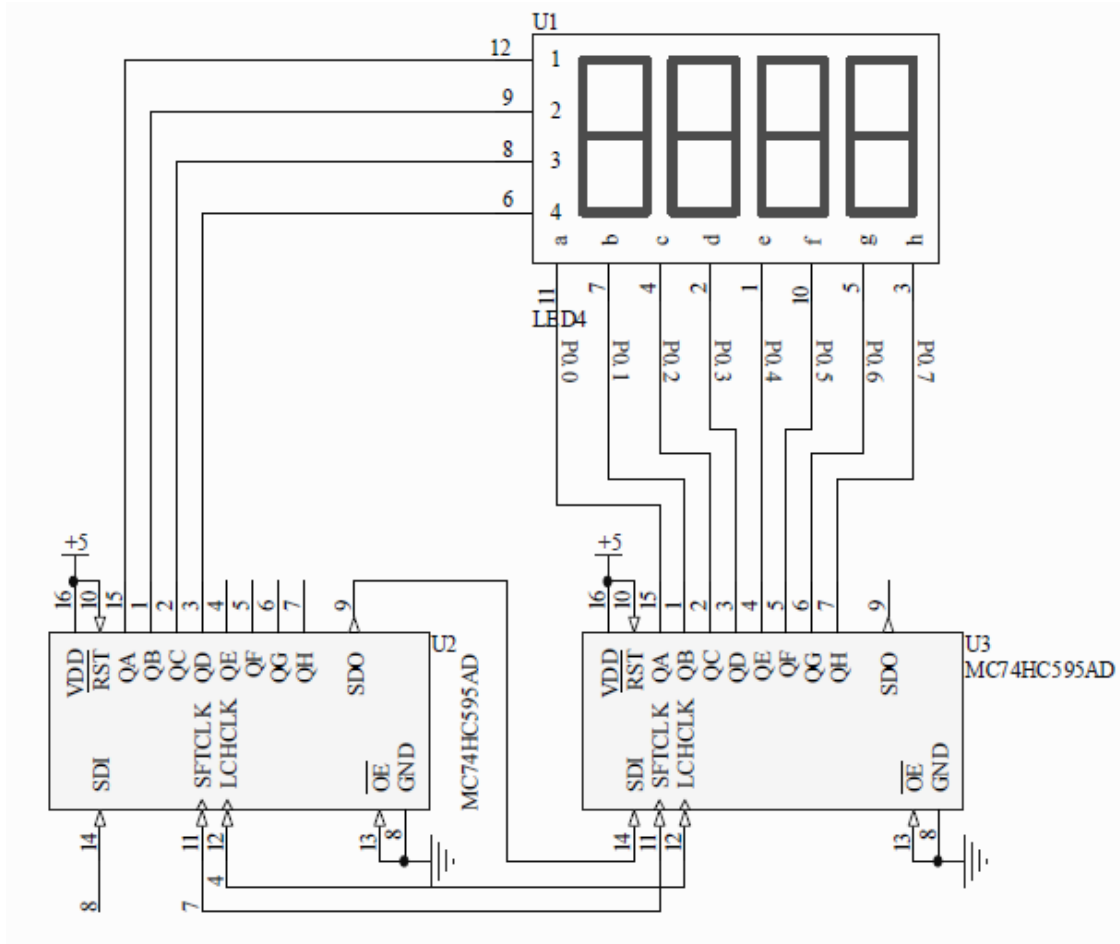 U1
12 1
9 2
8 3
6 4
a b c d e f g h
11 7 4 2 1 10 5 3
LED4
P0.0 P0.1 P0.2 P0.3 P0.4 P0.5 P0.6 P0.7
+5
16 10 15 1 2 3 4 5 6 7 9
U2
VDD RST QA QB QC QD QE QF QG QH SDO
MC74HC595AD
SDI SFTCLK LCHCLK OE GND
14 11 12 13 8
8 7 4
+5
16 10 15 1 2 3 4 5 6 7 9
U3
MC74HC595AD
VDD RST QA QB QC QD QE QF QG QH SDO
SDI SFTCLK LCHCLK OE GND
14 11 12 13 8